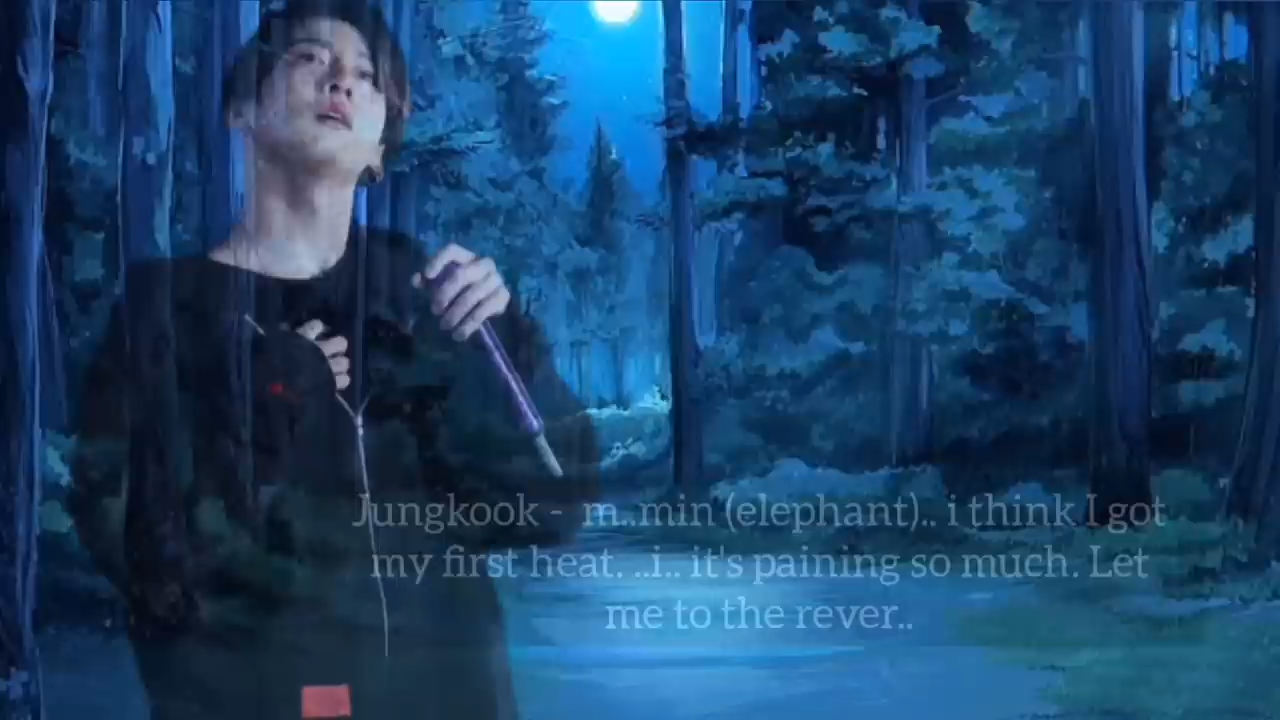 Jungkook - m..min (elephant).. i think I got
my first heat. ..i.. it's paining so much. Let
me to the rever..